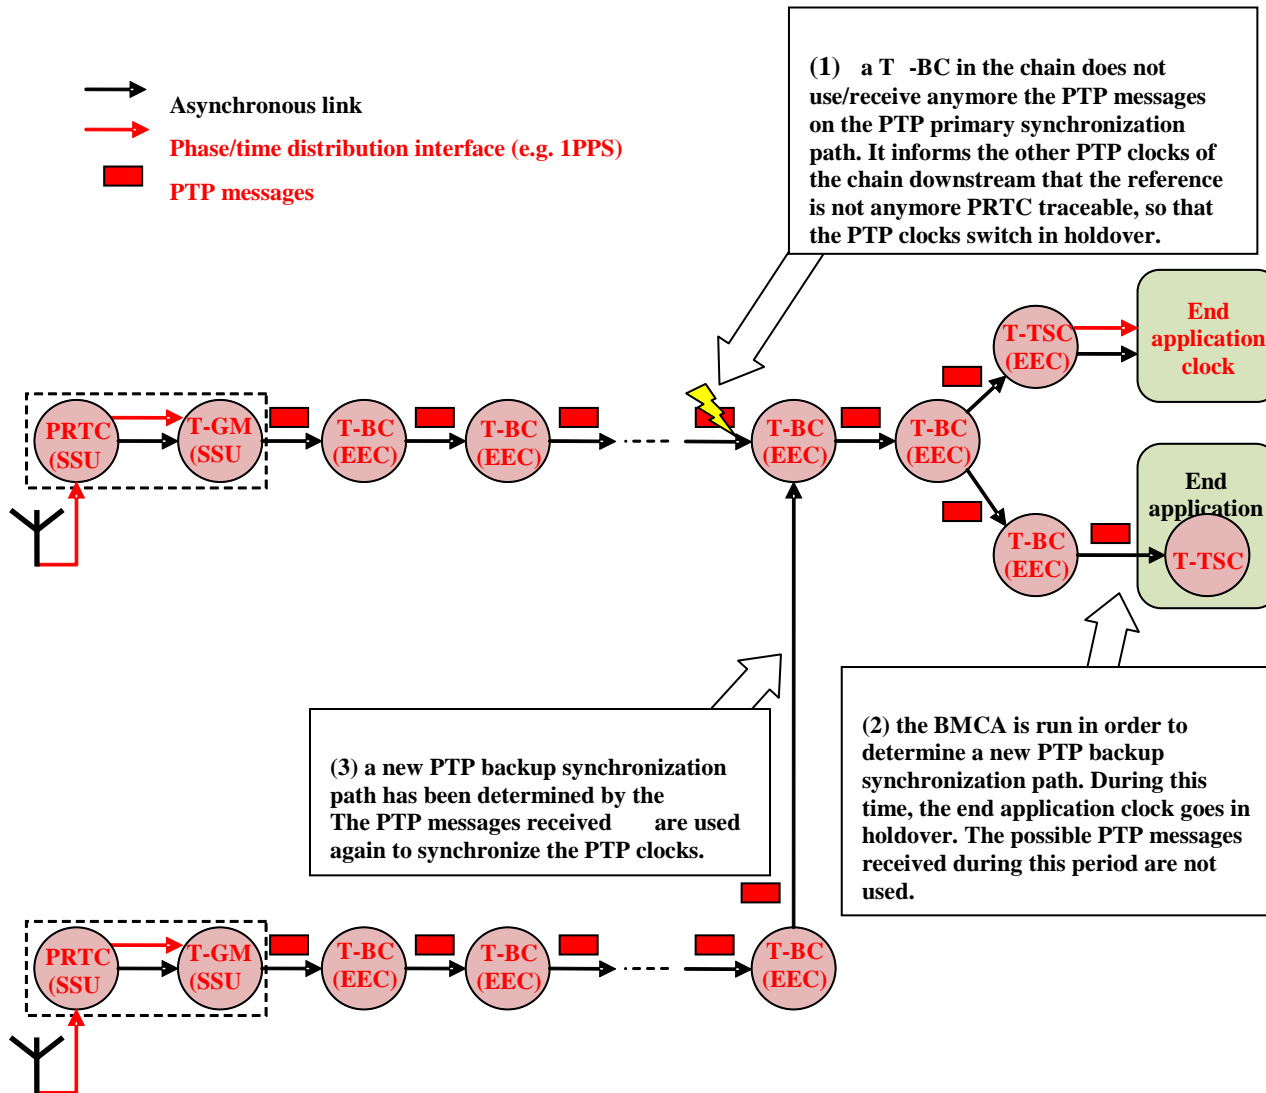 (1) a T -BC in the chain does not
use/receive anymore the PTP messages
on the PTP primary synchronization
path. It informs the other PTP clocks of
the chain downstream that the reference
is not anymore PRTC traceable, so that
the PTP clocks switch in holdover.
Asynchronous link
Phase/time distribution interface (e.g. 1PPS)
PTP messages
End
application
clock
T-TSC
(EEC)
PRTC
(SSU
T-GM
(SSU
T-BC
(EEC)
T-BC
(EEC)
T-BC
(EEC)
T-BC
(EEC)
End
application
T-BC
(EEC)
T-TSC
(2) the BMCA is run in order to
determine a new PTP backup
synchronization path. During this
time, the end application clock goes in
holdover. The possible PTP messages
received during this period are not
used.
(3) a new PTP backup synchronization
path has been determined by the
The PTP messages received are used
again to synchronize the PTP clocks.
PRTC
(SSU
T-GM
(SSU
T-BC
(EEC)
T-BC
(EEC)
T-BC
(EEC)